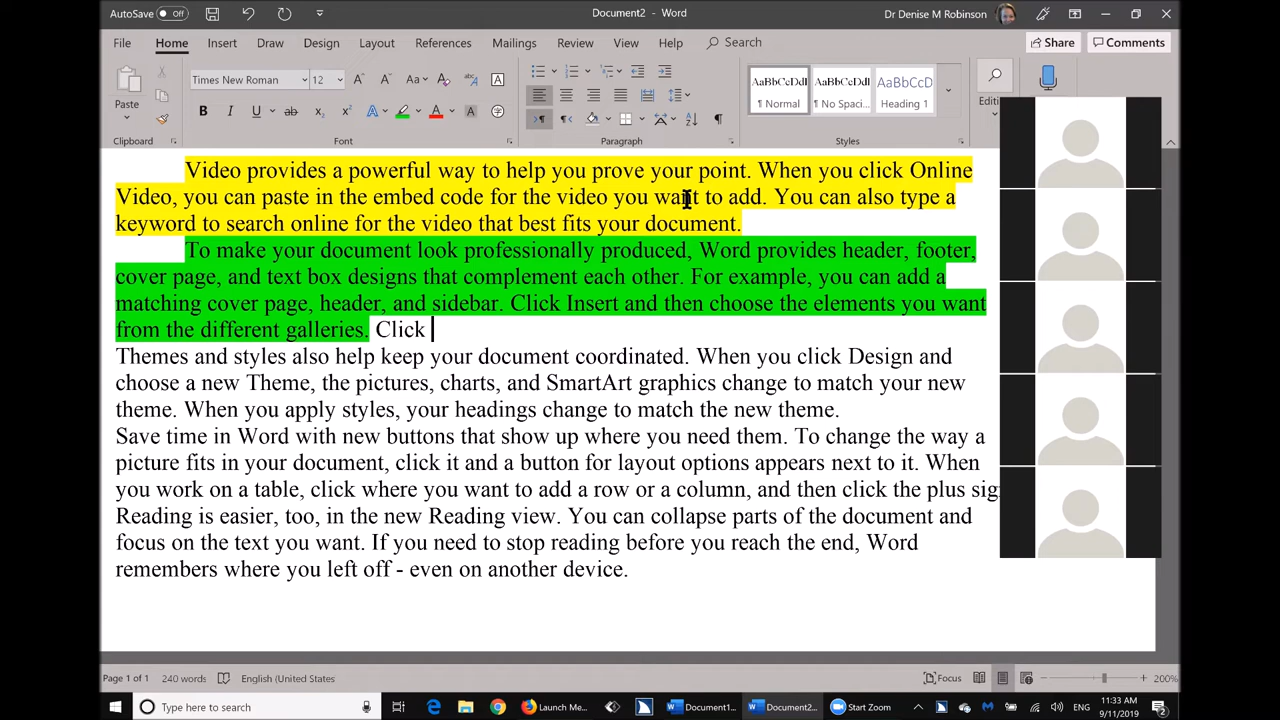 AutoSave Off Document2 - Word Dr Denise M Robinson
File Home Insert Draw Design Layout References Mailings Review View Help Search Share Comments
Times New Roman 12 AaBbCcDdI AaBbCcDdI AaBbCcD
Paste ¶ Normal ¶ No Spaci... Heading 1 Editi
Clipboard Font Paragraph Styles
Video provides a powerful way to help you prove your point. When you click Online
Video, you can paste in the embed code for the video you want to add. You can also type a
keyword to search online for the video that best fits your document.
To make your document look professionally produced, Word provides header, footer,
cover page, and text box designs that complement each other. For example, you can add a
matching cover page, header, and sidebar. Click Insert and then choose the elements you want
from the different galleries. Click
Themes and styles also help keep your document coordinated. When you click Design and
choose a new Theme, the pictures, charts, and SmartArt graphics change to match your new
theme. When you apply styles, your headings change to match the new theme.
Save time in Word with new buttons that show up where you need them. To change the way a
picture fits in your document, click it and a button for layout options appears next to it. When
you work on a table, click where you want to add a row or a column, and then click the plus sig
Reading is easier, too, in the new Reading view. You can collapse parts of the document and
focus on the text you want. If you need to stop reading before you reach the end, Word
remembers where you left off - even on another device.
Page 1 of 1 240 words English (United States Focus 200%
Type here to search Launch Me... Document1... Document2... Start Zoom ENG 11:33 AM
9/11/2019